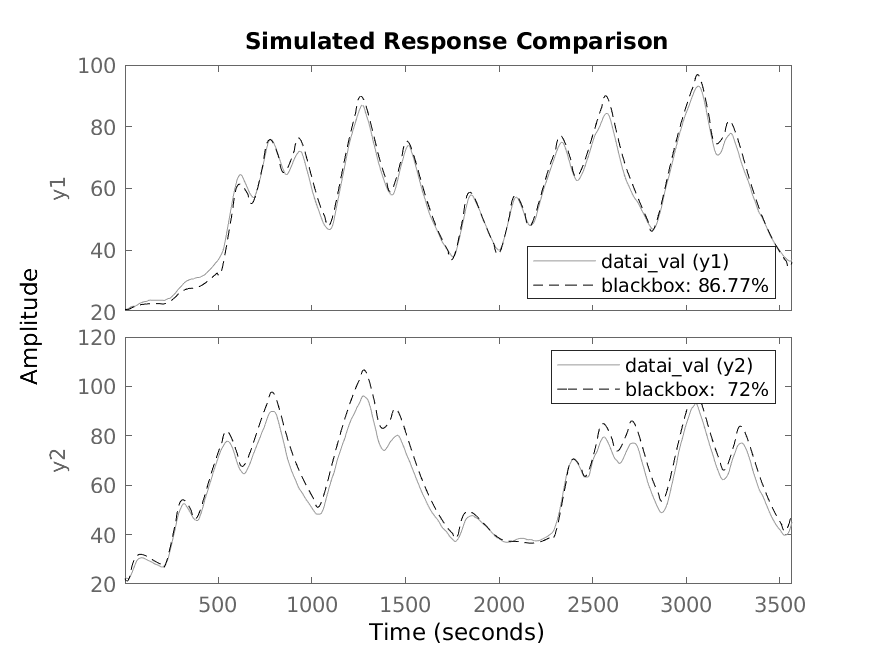 Simulated Response Comparison
100
80
60
40
20
y1
datai_val (y1)
blackbox: 86.77%
Amplitude
120
100
80
60
40
20
y2
datai_val (y2)
blackbox:  72%
500 1000 1500 2000 2500 3000 3500
Time (seconds)